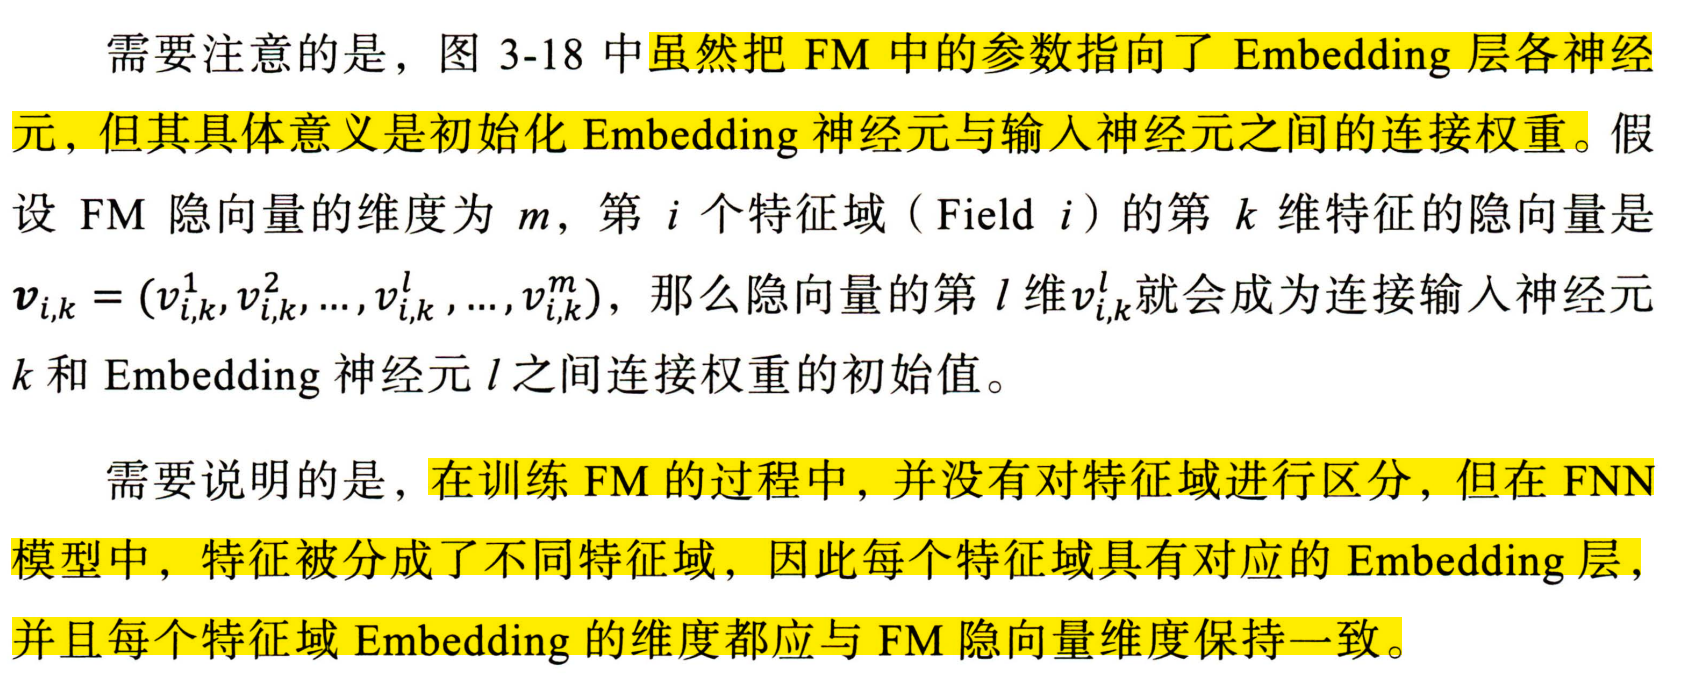 需要注意的是，图 3-18 中虽然把 FM 中的参数指向了 Embedding 层各神经
元，但其具体意义是初始化 Embedding 神经元与输入神经元之间的连接权重。假
设 FM 隐向量的维度为 m，第 i 个特征域（Field i）的第 k 维特征的隐向量是
𝒗_{i,k} = (v_{i,k}^1, v_{i,k}^2, …, v_{i,k}^l , …, v_{i,k}^m)，那么隐向量的第 l 维v_{i,k}^l就会成为连接输入神经元
k 和 Embedding 神经元 l 之间连接权重的初始值。
需要说明的是，在训练 FM 的过程中，并没有对特征域进行区分，但在 FNN
模型中，特征被分成了不同特征域，因此每个特征域具有对应的 Embedding 层，
并且每个特征域 Embedding 的维度都应与 FM 隐向量维度保持一致。